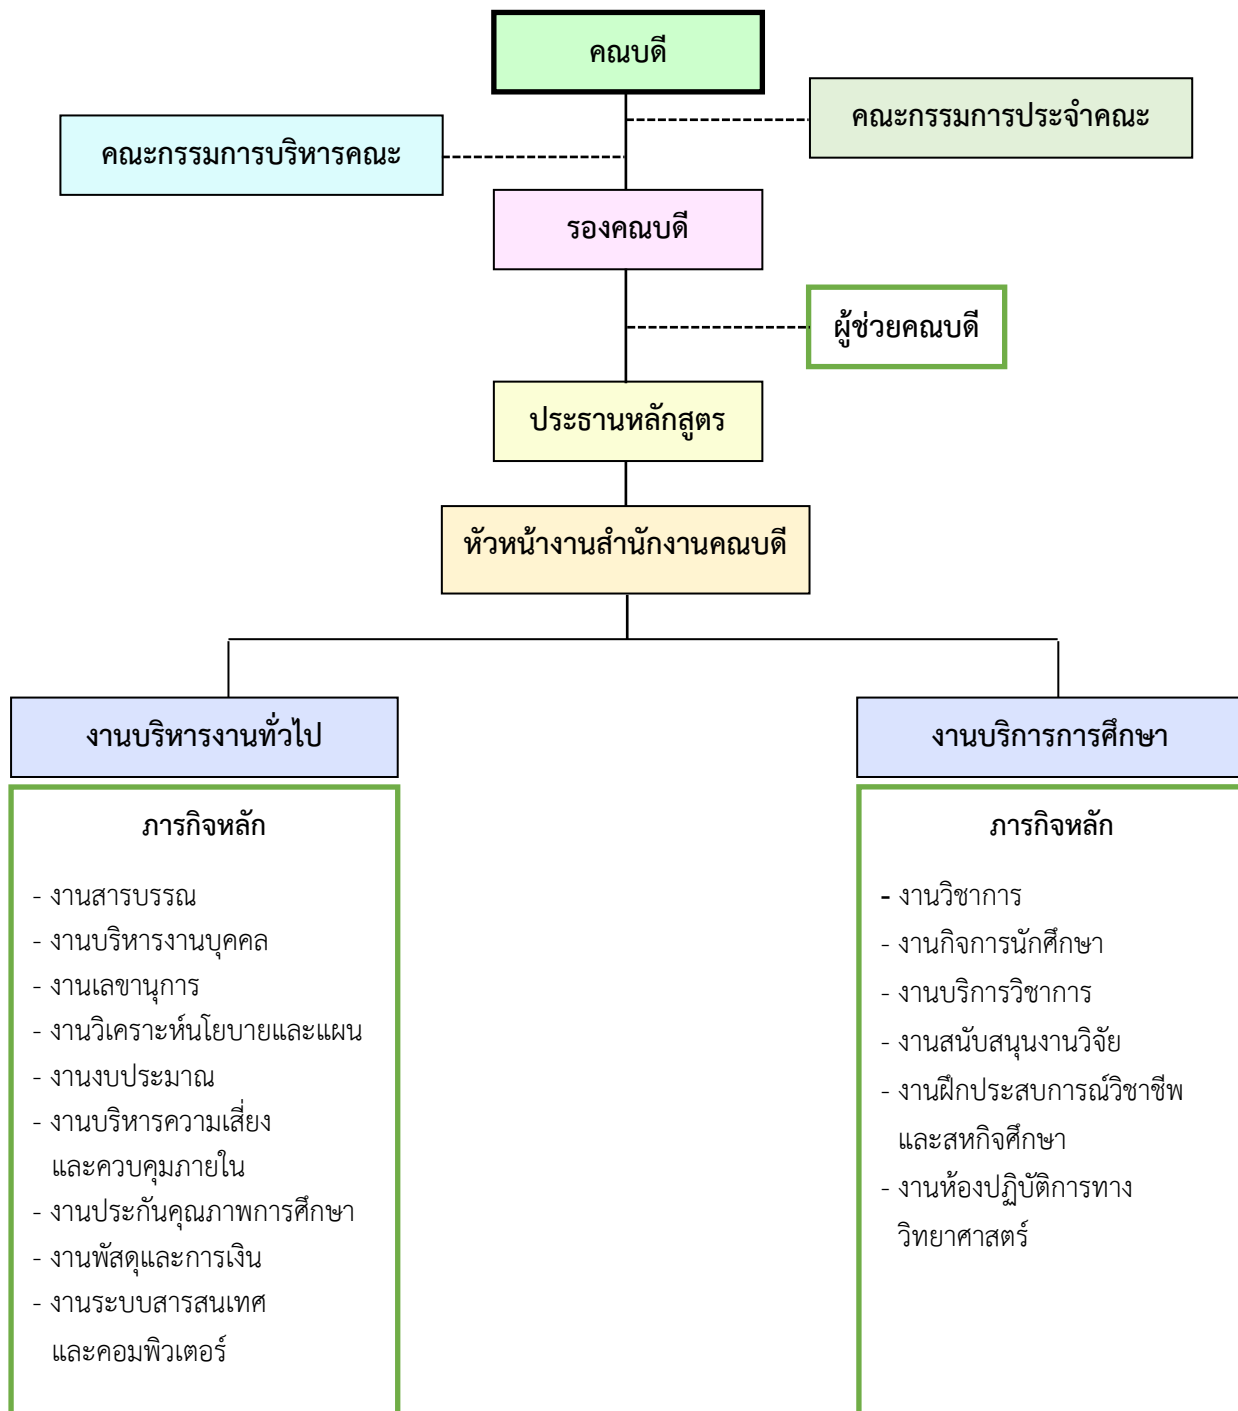 คณบดี
คณะกรรมการประจำคณะ
คณะกรรมการบริหารคณะ
รองคณบดี
ผู้ช่วยคณบดี
ประธานหลักสูตร
หัวหน้างานสำนักงานคณบดี
งานบริหารงานทั่วไป
ภารกิจหลัก
- งานสารบรรณ
- งานบริหารงานบุคคล
- งานเลขานุการ
- งานวิเคราะห์นโยบายและแผน
- งานงบประมาณ
- งานบริหารความเสี่ยง
และควบคุมภายใน
- งานประกันคุณภาพการศึกษา
- งานพัสดุและการเงิน
- งานระบบสารสนเทศ
และคอมพิวเตอร์
งานบริการการศึกษา
ภารกิจหลัก
- งานวิชาการ
- งานกิจการนักศึกษา
- งานบริการวิชาการ
- งานสนับสนุนงานวิจัย
- งานฝึกประสบการณ์วิชาชีพ
และสหกิจศึกษา
- งานห้องปฏิบัติการทาง
วิทยาศาสตร์